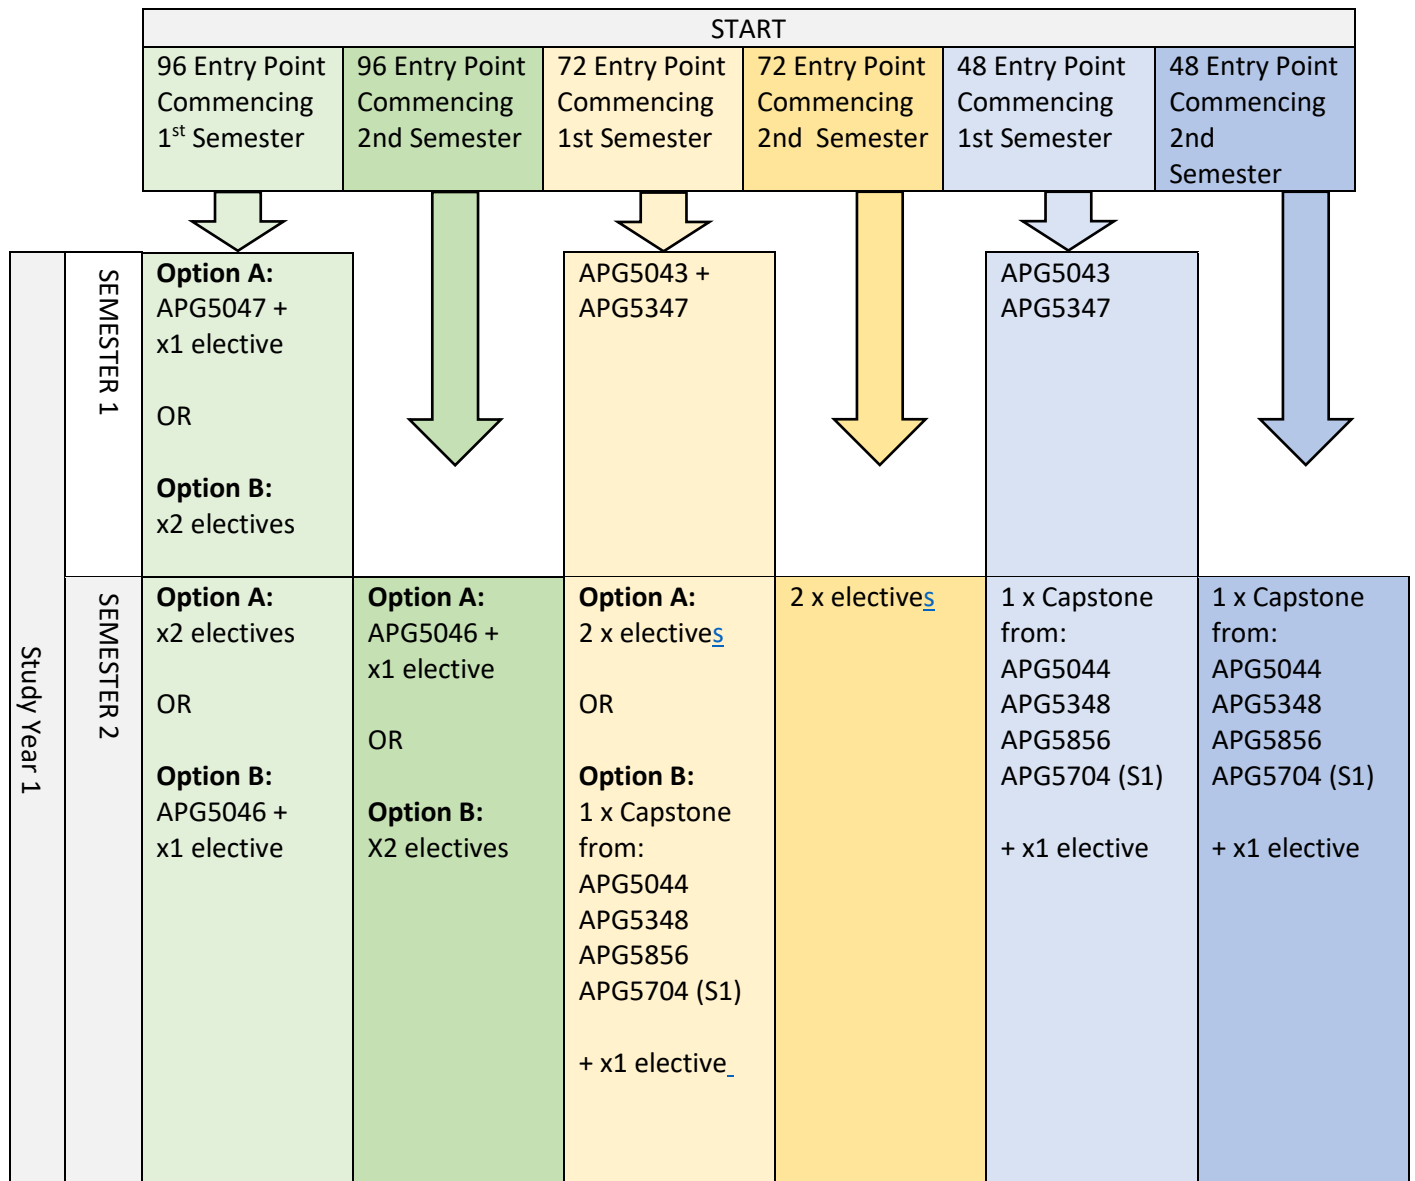 START
96 Entry Point
Commencing
1st Semester
96 Entry Point
Commencing
2nd Semester
72 Entry Point
Commencing
1st Semester
72 Entry Point
Commencing
2nd  Semester
48 Entry Point
Commencing
1st Semester
48 Entry Point
Commencing
2nd
Semester
Study Year 1
SEMESTER 1
Option A:
APG5047 +
x1 elective
OR
Option B:
x2 electives
APG5043 +
APG5347
APG5043
APG5347
SEMESTER 2
Option A:
x2 electives
OR
Option B:
APG5046 +
x1 elective
Option A:
APG5046 +
x1 elective
OR
Option B:
X2 electives
Option A:
2 x electives
OR
Option B:
1 x Capstone
from:
APG5044
APG5348
APG5856
APG5704 (S1)
+ x1 elective
2 x electives
1 x Capstone
from:
APG5044
APG5348
APG5856
APG5704 (S1)
+ x1 elective
1 x Capstone
from:
APG5044
APG5348
APG5856
APG5704 (S1)
+ x1 elective